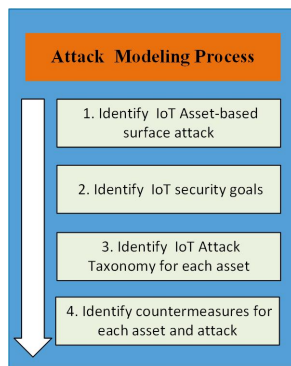 Attack Modeling Process
1. Identify IoT Asset-based
surface attack
2. Identify IoT security goals
3. Identify IoT Attack
Taxonomy for each asset
4. Identify countermeasures for
each asset and attack